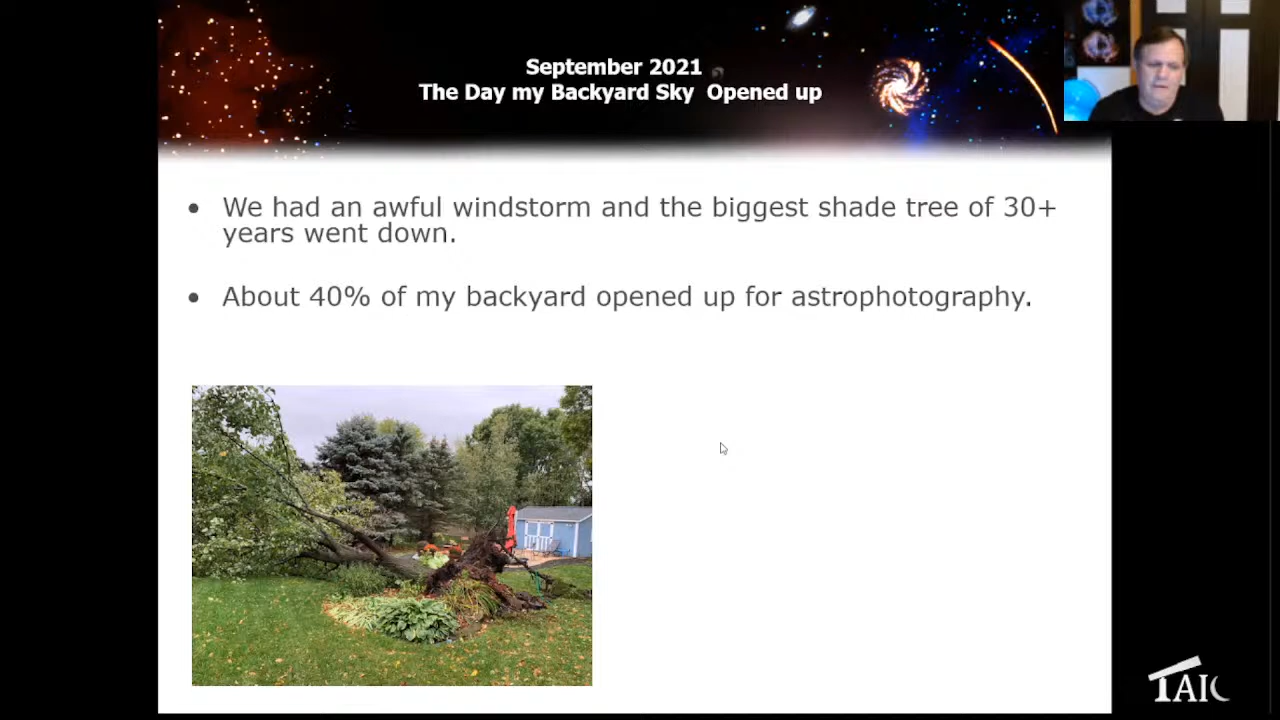 September 2021
The Day my Backyard Sky Opened up
• We had an awful windstorm and the biggest shade tree of 30+
years went down.
• About 40% of my backyard opened up for astrophotography.
TAIC